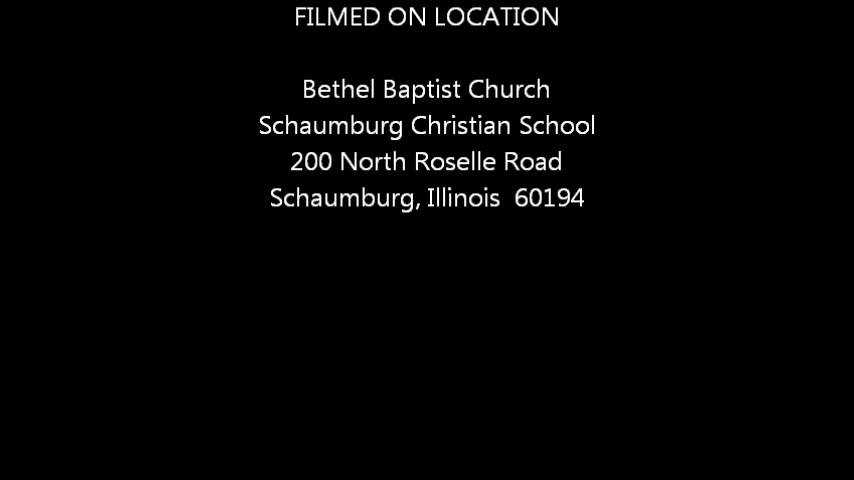 FILMED ON LOCATION
Bethel Baptist Church
Schaumburg Christian School
200 North Roselle Road
Schaumburg, Illinois  60194